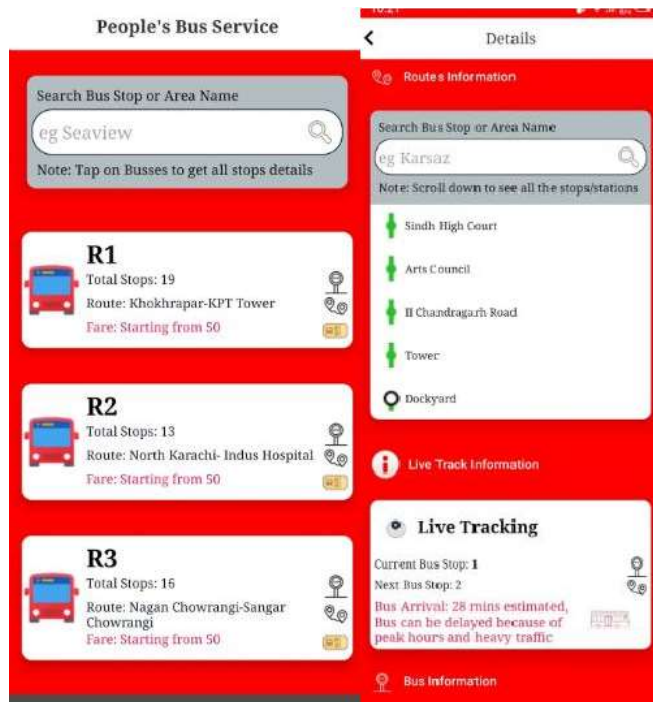 People's Bus Service
Search Bus Stop or Area Name
eg Seaview
Note: Tap on Busses to get all stops details
R1
Total Stops: 19
Route: Khokhrapar-KPT Tower
Fare: Starting from 50
R2
Total Stops: 13
Route: North Karachi- Indus Hospital
Fare: Starting from 50
R3
Total Stops: 16
Route: Nagan Chowrangi-Sangar
Chowrangi
Fare: Starting from 50
10:21
Details
Routes Information
Search Bus Stop or Area Name
eg Karsaz
Note: Scroll down to see all the stops/stations
Sindh High Court
Arts Council
II Chandragarh Road
Tower
Dockyard
Live Track Information
Live Tracking
Current Bus Stop: 1
Next Bus Stop: 2
Bus Arrival: 28 mins estimated,
Bus can be delayed because of
peak hours and heavy traffic
Bus Information